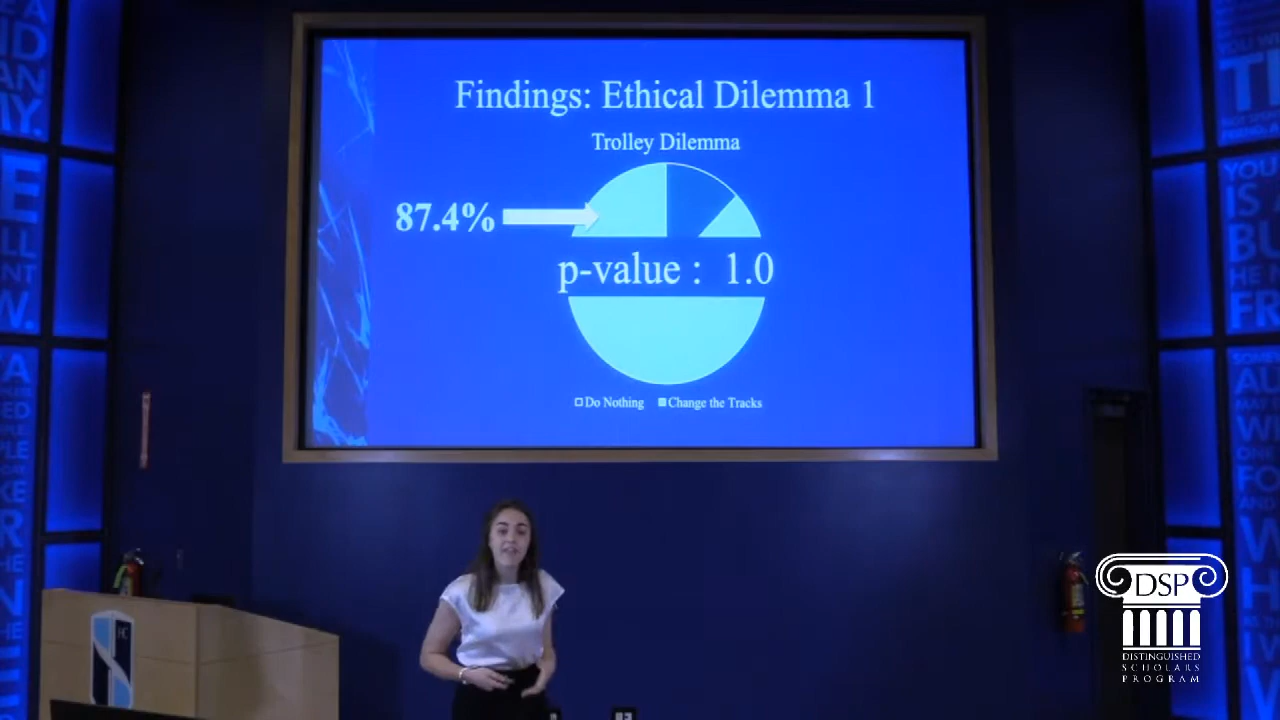 Findings: Ethical Dilemma 1
Trolley Dilemma
87.4%
p-value : 1.0
Do Nothing Change the Tracks
HC
DSP
DISTINGUISHED
SCHOLARS
PROGRAM